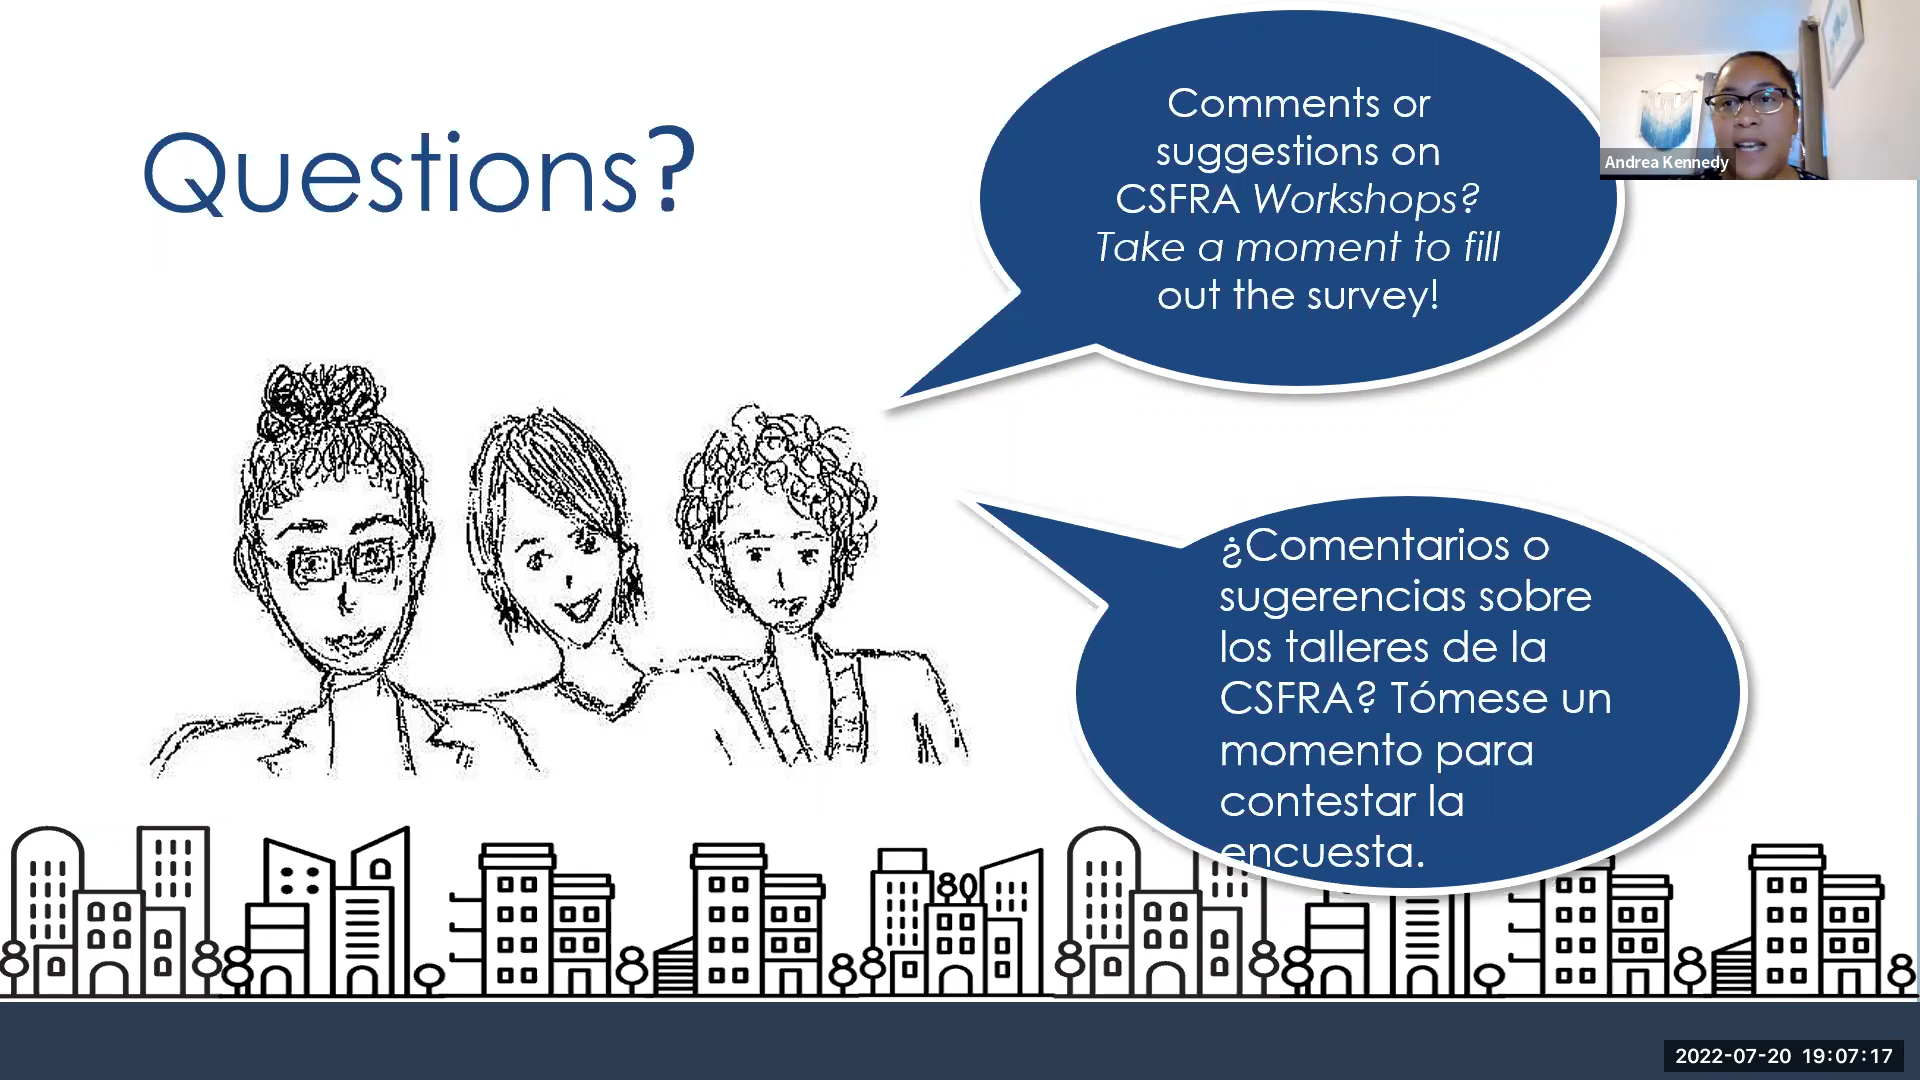 Questions?
Comments or
suggestions on
CSFRA Workshops?
Take a moment to fill
out the survey!
Andrea Kennedy
¿Comentarios o
sugerencias sobre
los talleres de la
CSFRA? Tómese un
momento para
contestar la
encuesta.
2022-07-20 19:07:17